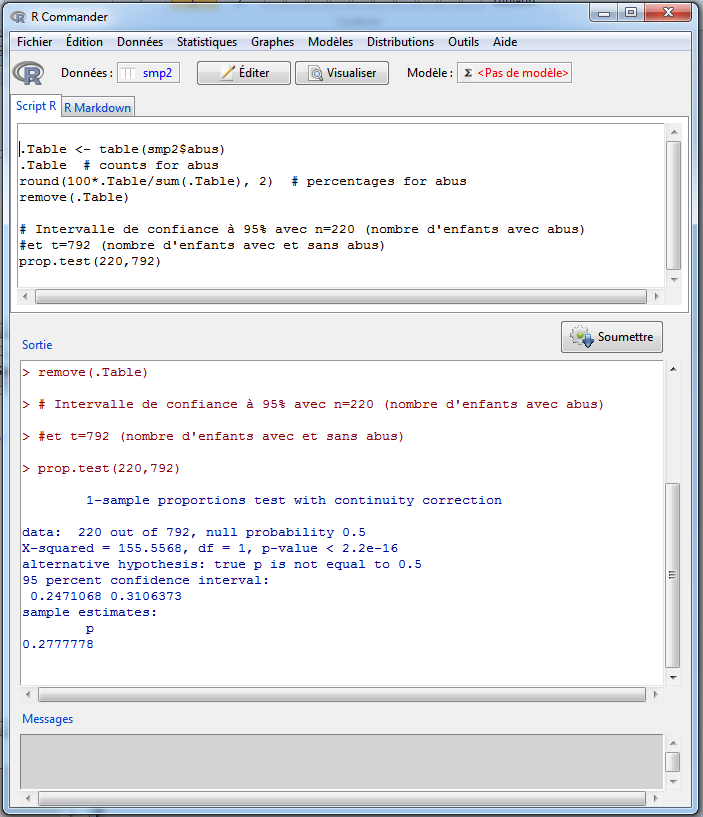 R Commander
Fichier Édition Données Statistiques Graphes Modèles Distributions Outils Aide
Données : smp2 Éditer Visualiser Modèle : Σ <Pas de modèle>
Script R R Markdown
.Table <- table(smp2$abus)
.Table  # counts for abus
round(100*.Table/sum(.Table), 2)  # percentages for abus
remove(.Table)
# Intervalle de confiance à 95% avec n=220 (nombre d'enfants avec abus)
#et t=792 (nombre d'enfants avec et sans abus)
prop.test(220,792)
Soumettre
Sortie
> remove(.Table)
> # Intervalle de confiance à 95% avec n=220 (nombre d'enfants avec abus)
> #et t=792 (nombre d'enfants avec et sans abus)
> prop.test(220,792)
1-sample proportions test with continuity correction
data:  220 out of 792, null probability 0.5
X-squared = 155.5568, df = 1, p-value < 2.2e-16
alternative hypothesis: true p is not equal to 0.5
95 percent confidence interval:
0.2471068 0.3106373
sample estimates:
p
0.2777778
Messages